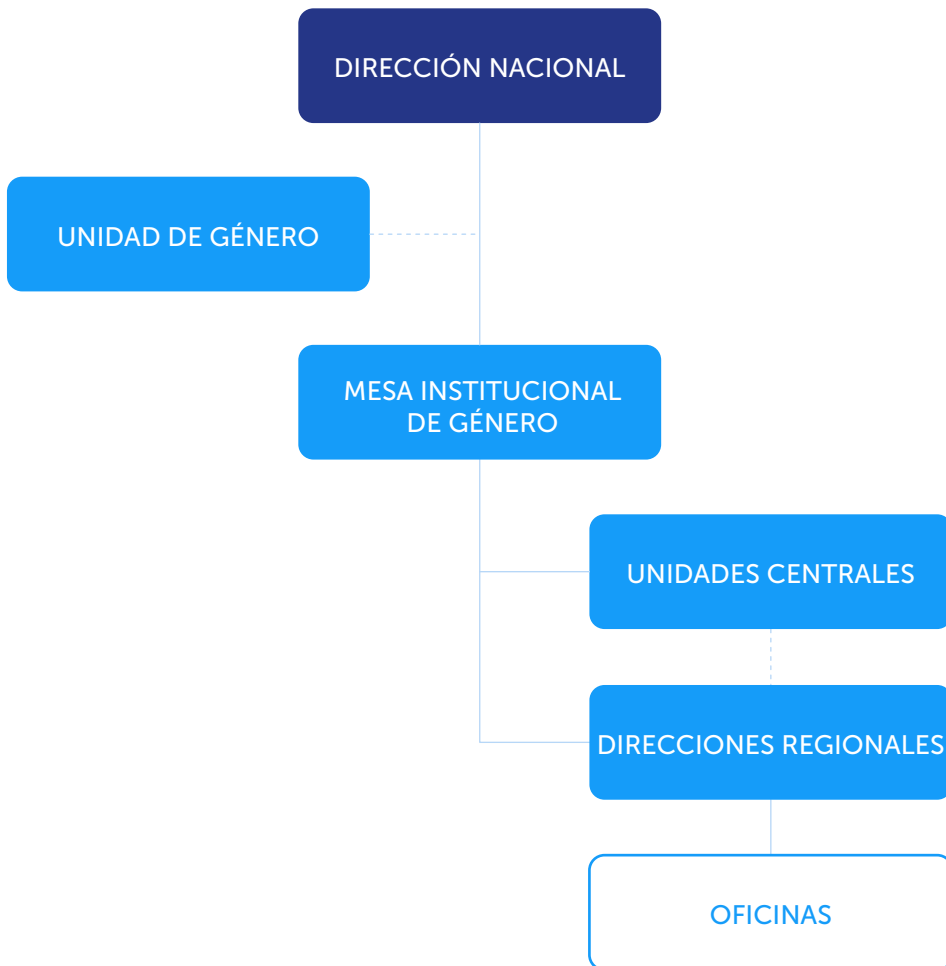 DIRECCIÓN NACIONAL
UNIDAD DE GÉNERO
MESA INSTITUCIONAL
DE GÉNERO
UNIDADES CENTRALES
DIRECCIONES REGIONALES
OFICINAS